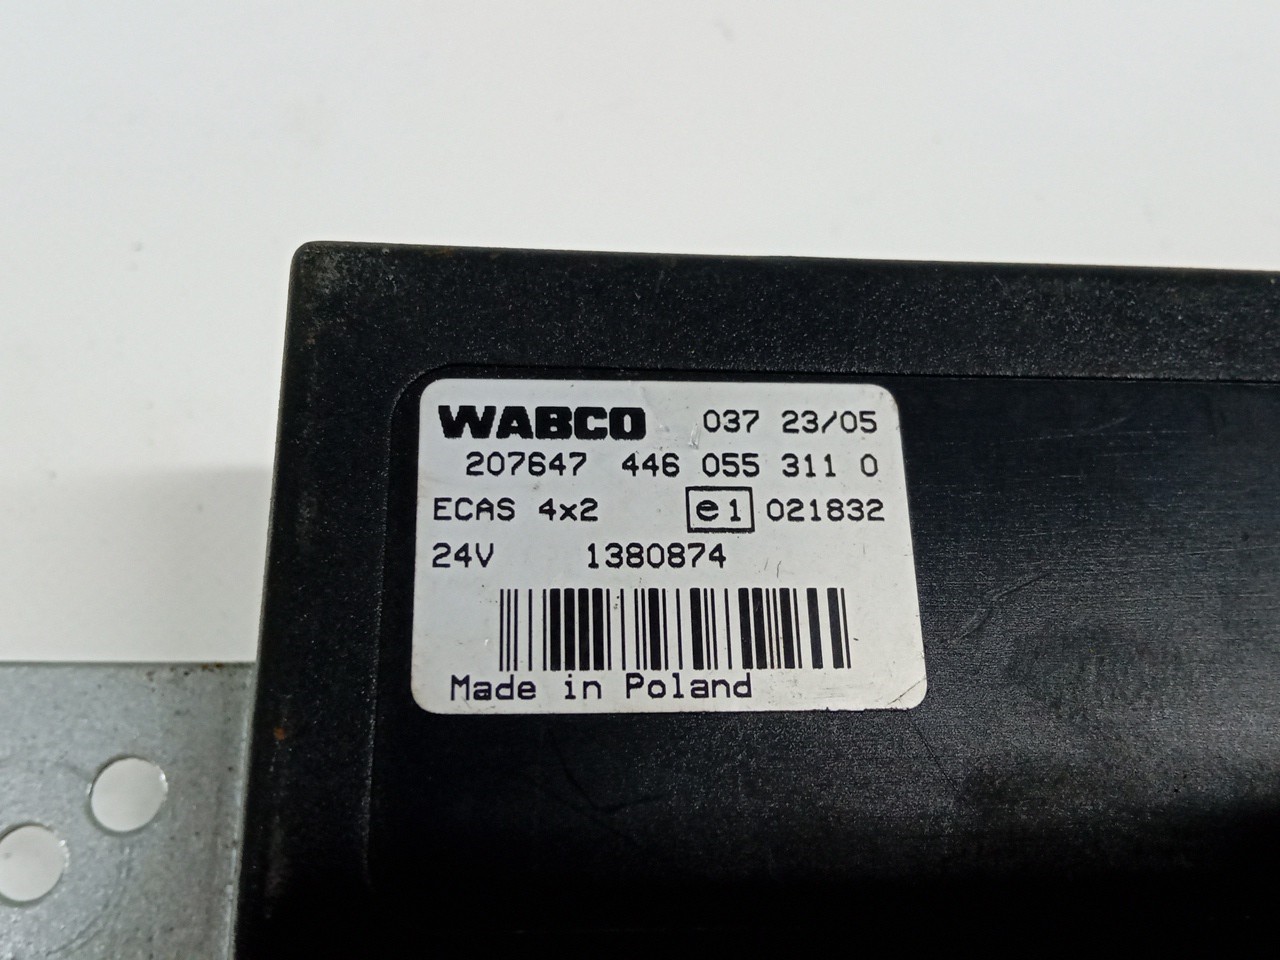 WABCO 037 23/05
207647 446 055 311 0
ECAS 4x2 e1 021832
24V 1380874
Made in Poland